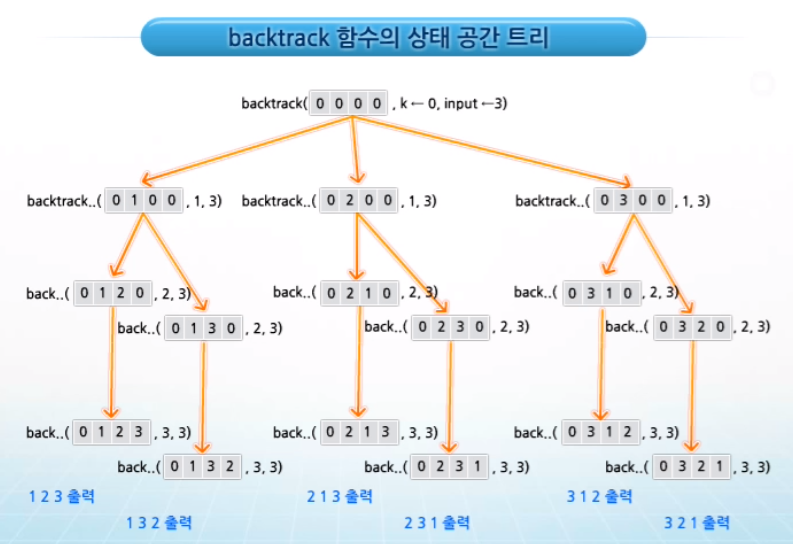 backtrack 함수의 상태 공간 트리
backtrack( 0 0 0 0 , k ← 0, input ←3)
backtrack..( 0 1 0 0 , 1, 3) backtrack..( 0 2 0 0 , 1, 3) backtrack..( 0 3 0 0 , 1, 3)
back..( 0 1 2 0 , 2, 3) back..( 0 2 1 0 , 2, 3) back..( 0 3 1 0 , 2, 3)
back..( 0 1 3 0 , 2, 3) back..( 0 2 3 0 , 2, 3) back..( 0 3 2 0 , 2, 3)
back..( 0 1 2 3 , 3, 3) back..( 0 2 1 3 , 3, 3) back..( 0 3 1 2 , 3, 3)
back..( 0 1 3 2 , 3, 3) back..( 0 2 3 1 , 3, 3) back..( 0 3 2 1 , 3, 3)
1 2 3 출력 2 1 3 출력 3 1 2 출력
1 3 2 출력 2 3 1 출력 3 2 1 출력